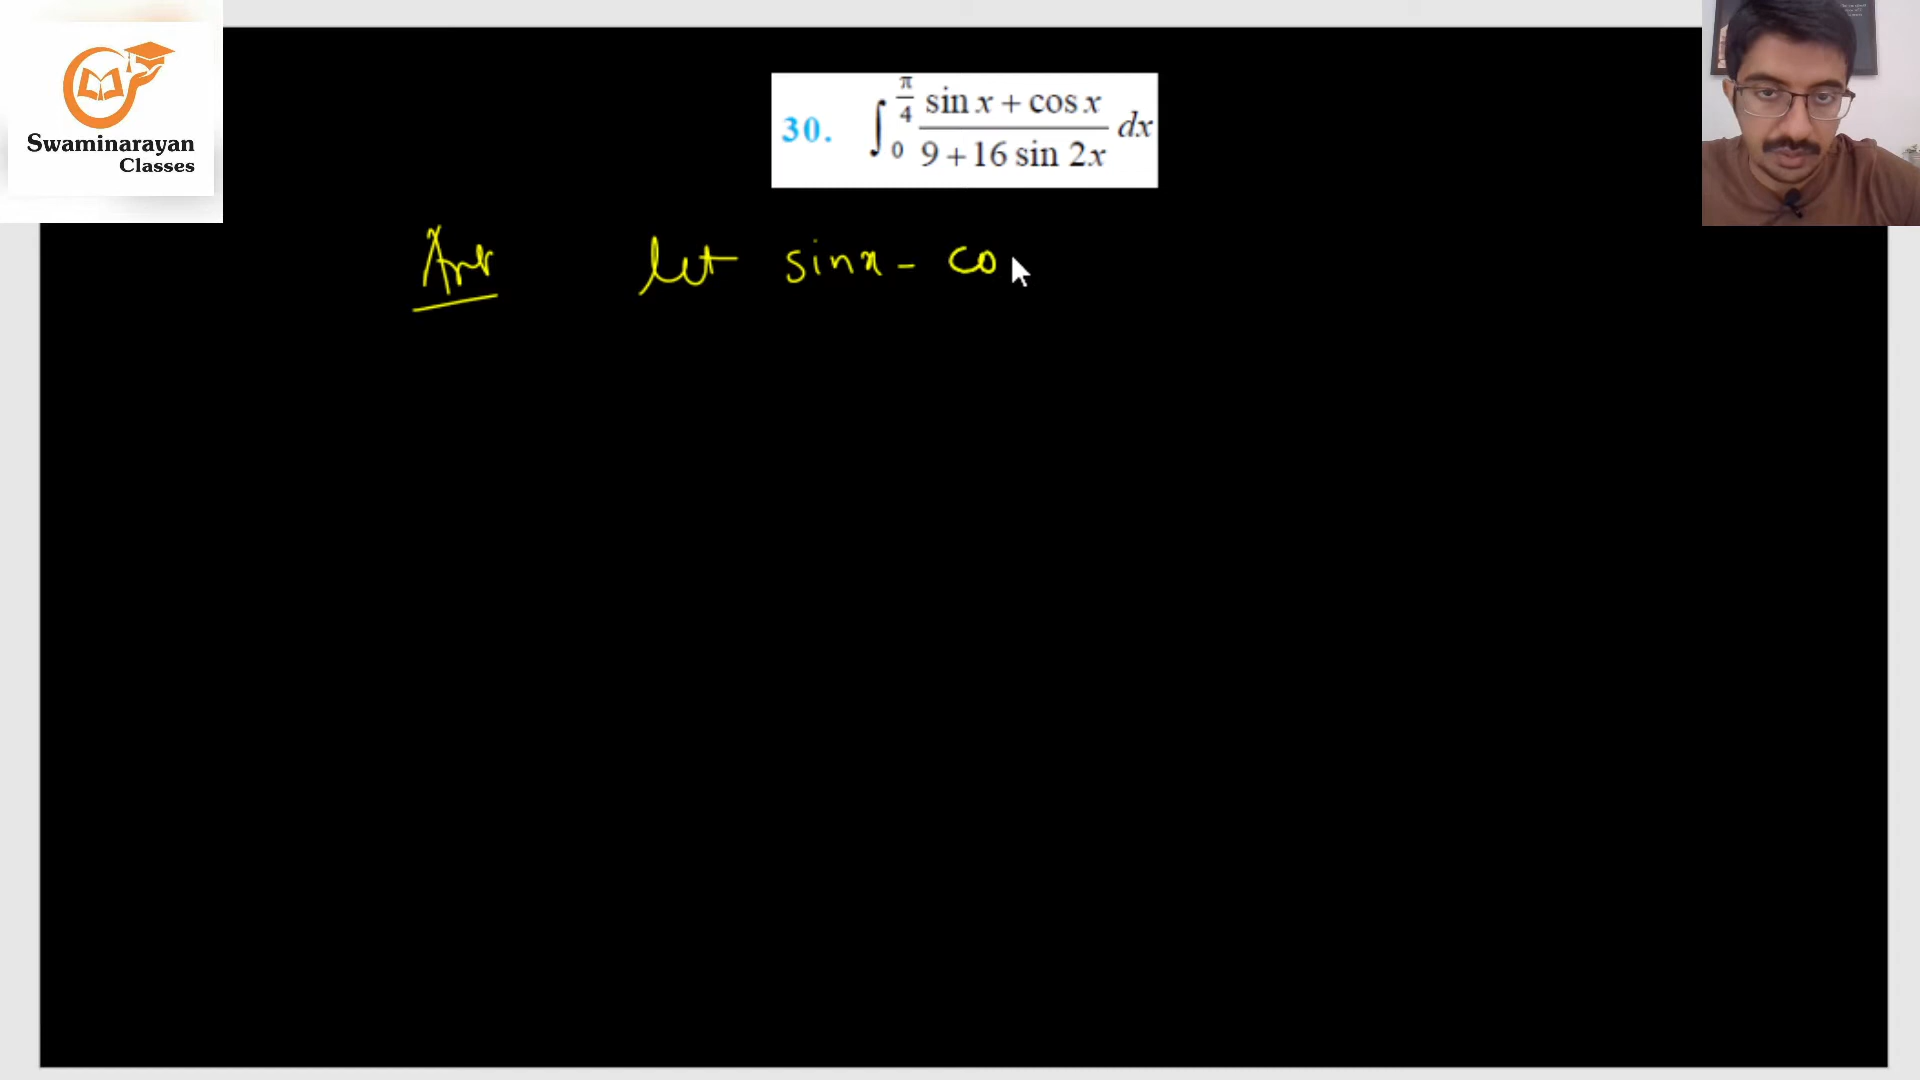 Swaminarayan
Classes
30. ∫₀^{π/4} (sin x + cos x)/(9 + 16 sin 2x) dx
Ans let sinx - co